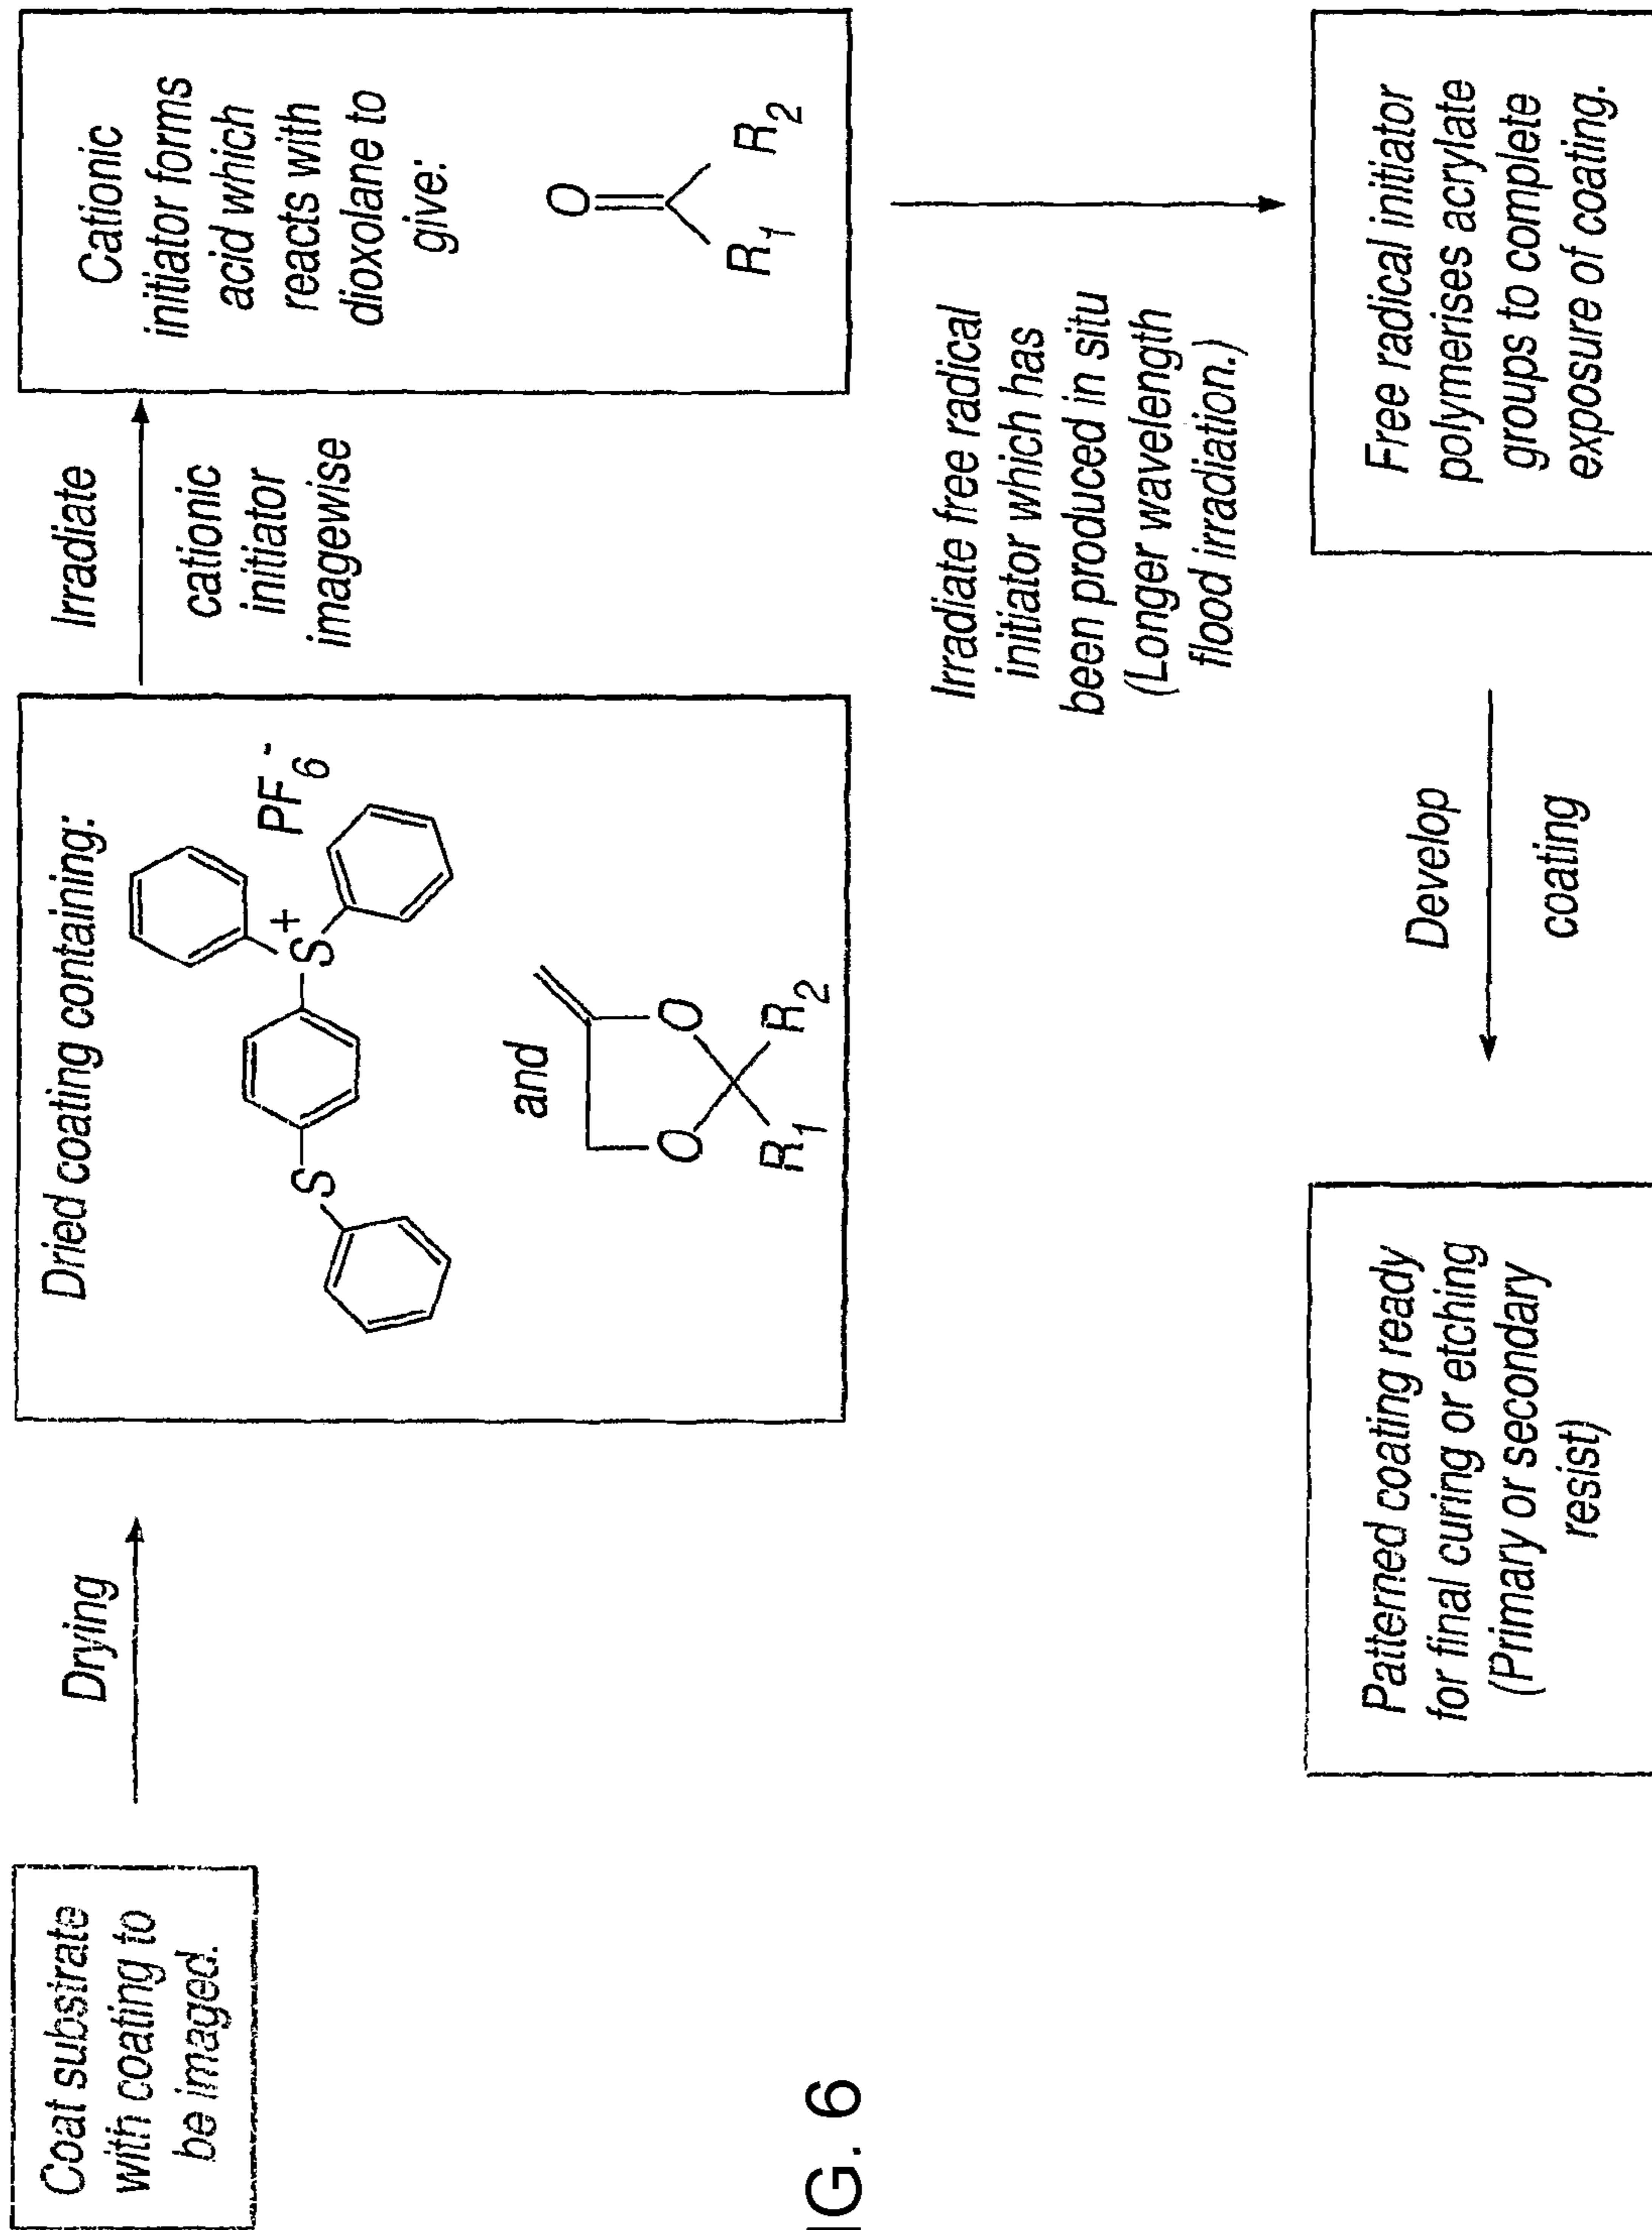 Coat substrate
with coating to
be imaged.
Drying
Dried coating containing:
S
S
+
PF6-
and
O
O
R1
R2
Irradiate
cationic
initiator
imagewise
Cationic
initiator forms
acid which
reacts with
dioxolane to
give:
O
R1
R2
Irradiate free radical
initiator which has
been produced in situ
(Longer wavelength
flood irradiation.)
Free radical initiator
polymerises acrylate
groups to complete
exposure of coating.
Develop
coating
Patterned coating ready
for final curing or etching
(Primary or secondary
resist)
IG. 6